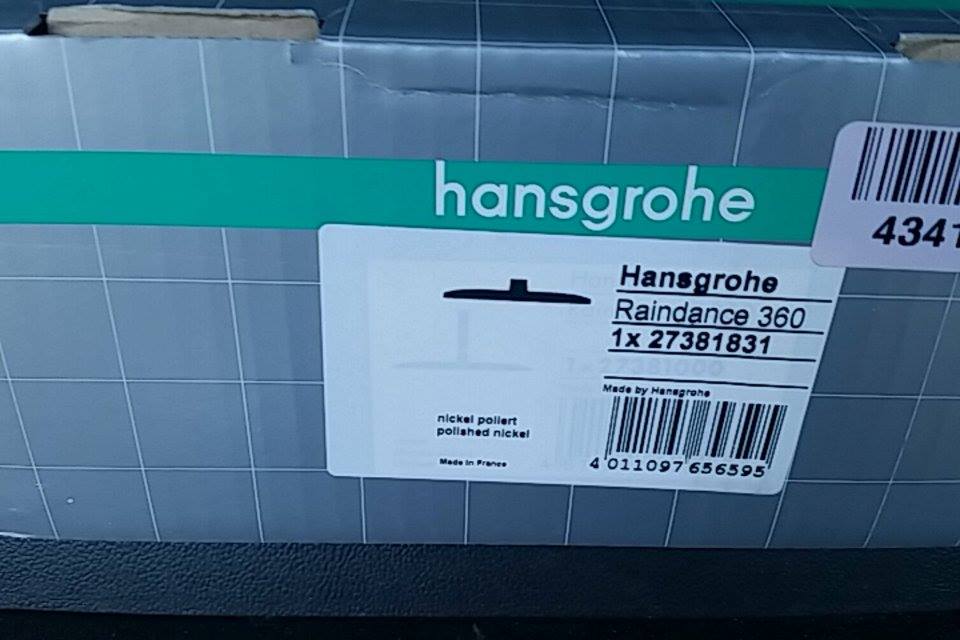 hansgrohe
4341
Hansgrohe
Raindance 360
1x 27381831
Made by Hansgrohe
nickel poliert
polished nickel
Made in France
4 011097 656595